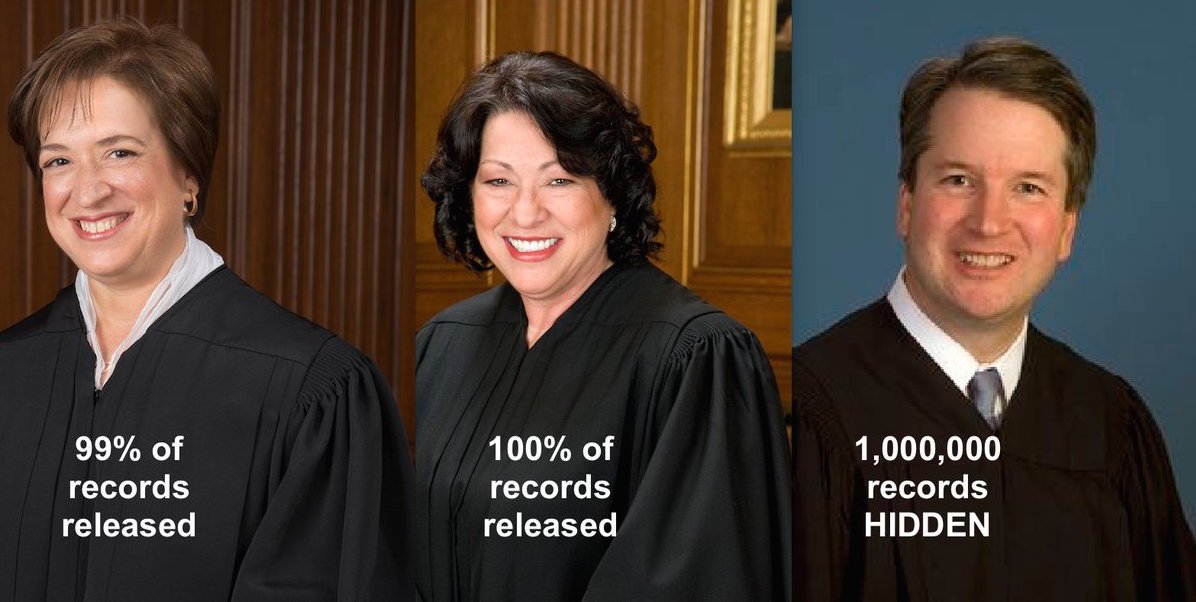 99% of
records
released
100% of
records
released
1,000,000
records
HIDDEN